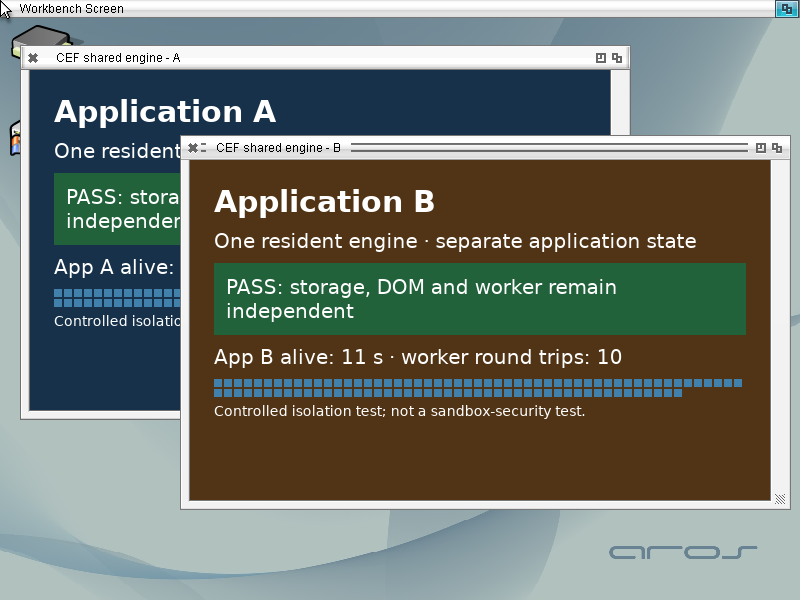 Workbench Screen
CEF shared engine - A
Application A
One resident
PASS: stora
independen
App A alive:
Controlled isolatio
CEF shared engine - B
Application B
One resident engine · separate application state
PASS: storage, DOM and worker remain
independent
App B alive: 11 s · worker round trips: 10
Controlled isolation test; not a sandbox-security test.
aros